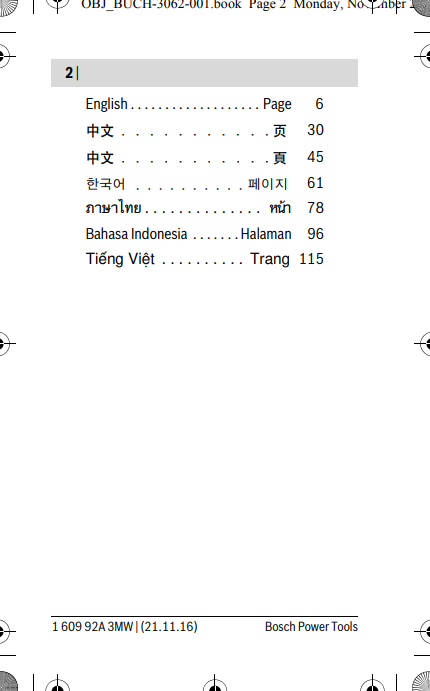 OBJ_BUCH-3062-001.book Page 2 Monday, No mber 2
2 |
English . . . . . . . . . . . . . . . . . . . Page 6
中文 . . . . . . . . . . . 页 30
中文 . . . . . . . . . . . 頁 45
한국어 . . . . . . . . . . 페이지 61
ภาษาไทย . . . . . . . . . . . . . . หน้า 78
Bahasa Indonesia . . . . . . . Halaman 96
Tiếng Việt . . . . . . . . . . Trang 115
1 609 92A 3MW | (21.11.16) Bosch Power Tools